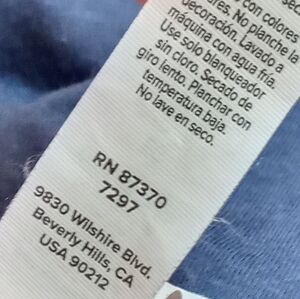 con colores
res. No planche la
decoración. Lavado a
máquina con agua fría.
Use solo blanqueador
sin cloro. Secado de
giro lento. Planchar con
temperatura baja.
No lave en seco.
RN 87370
7297
9830 Wilshire Blvd.
Beverly Hills, CA
USA 90212